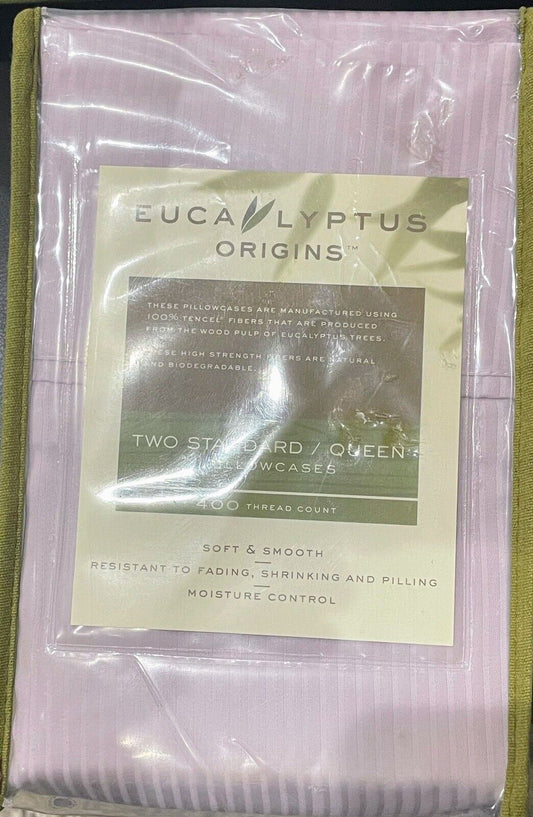 EUCALYPTUS
ORIGINS™
THESE PILLOWCASES ARE MANUFACTURED USING
100% TENCEL® FIBERS THAT ARE PRODUCED
FROM THE WOOD PULP OF EUCALYPTUS TREES.
THESE HIGH STRENGTH FIBERS ARE NATURAL
AND BIODEGRADABLE.
TWO STANDARD / QUEEN
PILLOWCASES
400 THREAD COUNT
SOFT & SMOOTH
RESISTANT TO FADING, SHRINKING AND PILLING
MOISTURE CONTROL